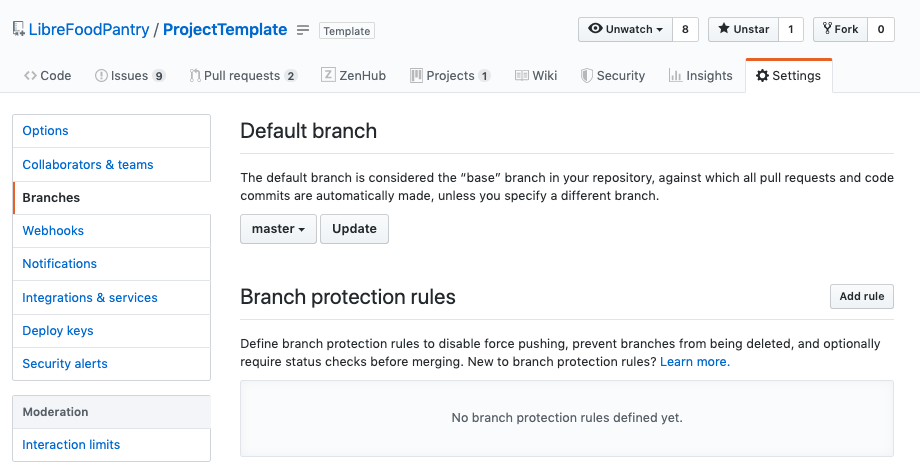 LibreFoodPantry / ProjectTemplate Template Unwatch 8 Unstar 1 Fork 0
Code Issues 9 Pull requests 2 Z ZenHub Projects 1 Wiki Security Insights Settings
Options
Collaborators & teams
Branches
Webhooks
Notifications
Integrations & services
Deploy keys
Security alerts
Moderation
Interaction limits
Default branch
The default branch is considered the “base” branch in your repository, against which all pull requests and code
commits are automatically made, unless you specify a different branch.
master Update
Branch protection rules Add rule
Define branch protection rules to disable force pushing, prevent branches from being deleted, and optionally
require status checks before merging. New to branch protection rules? Learn more.
No branch protection rules defined yet.